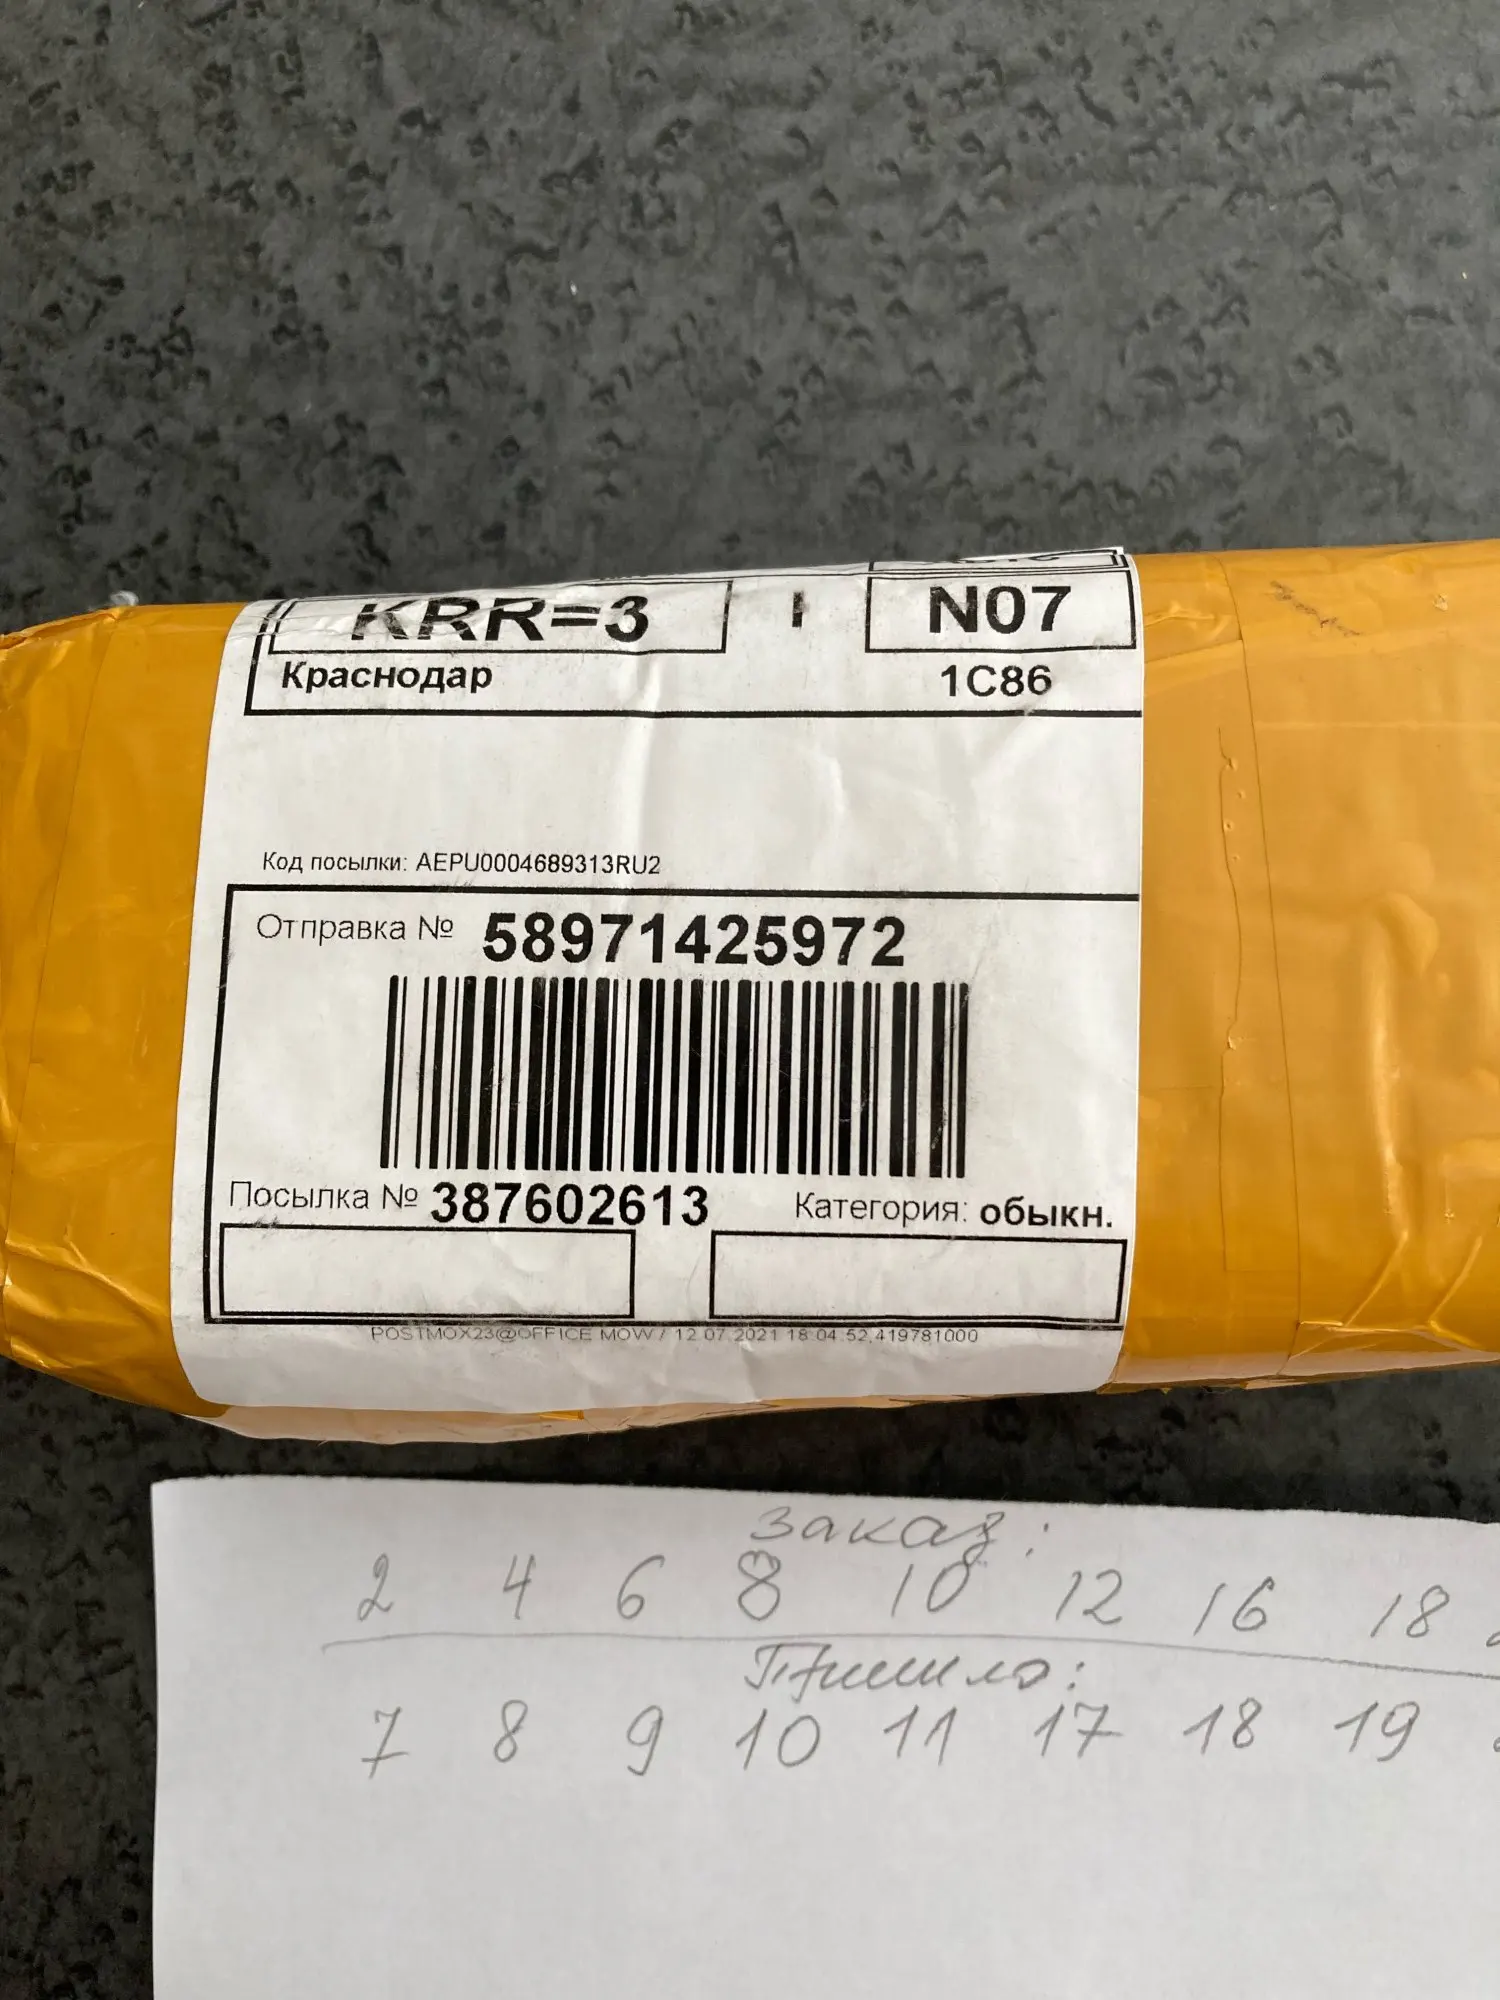 KRR=3 I N07
Краснодар 1C86
Код посылки: AEPU0004689313RU2
Отправка № 58971425972
Посылка № 387602613 Категория: обыкн.
POSTMOX23@OFFICE MOW / 12.07.2021 18:04:52,419781000
заказ:
2 4 6 8 10 12 16 18
Пришло:
7 8 9 10 11 17 18 19